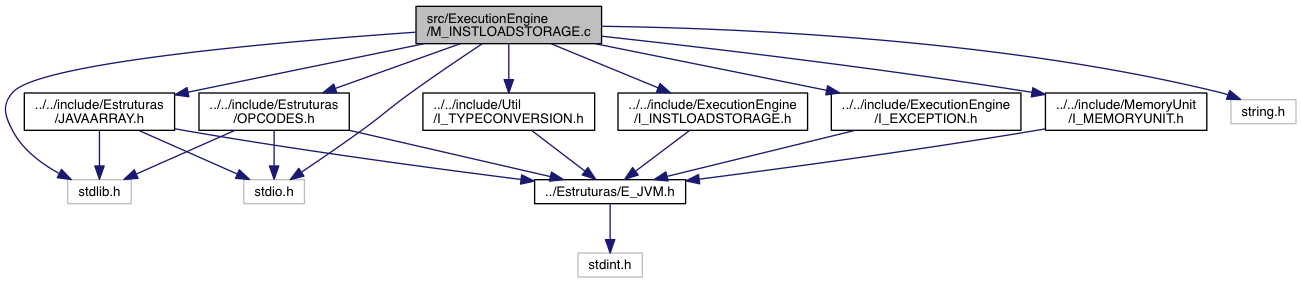 src/ExecutionEngine
/M_INSTLOADSTORAGE.c
../../include/Estruturas
/JAVAARRAY.h
../../include/Estruturas
/OPCODES.h
../../include/Util
/I_TYPECONVERSION.h
../../include/ExecutionEngine
/I_INSTLOADSTORAGE.h
../../include/ExecutionEngine
/I_EXCEPTION.h
../../include/MemoryUnit
/I_MEMORYUNIT.h
string.h
stdlib.h
stdio.h
../Estruturas/E_JVM.h
stdint.h